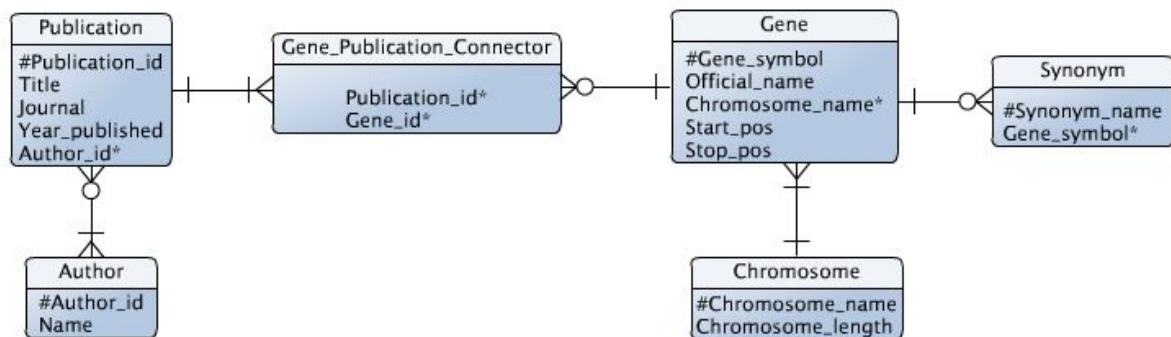 Publication
#Publication_id
Title
Journal
Year_published
Author_id*
Gene_Publication_Connector
Publication_id*
Gene_id*
Gene
#Gene_symbol
Official_name
Chromosome_name*
Start_pos
Stop_pos
Synonym
#Synonym_name
Gene_symbol*
Author
#Author_id
Name
Chromosome
#Chromosome_name
Chromosome_length